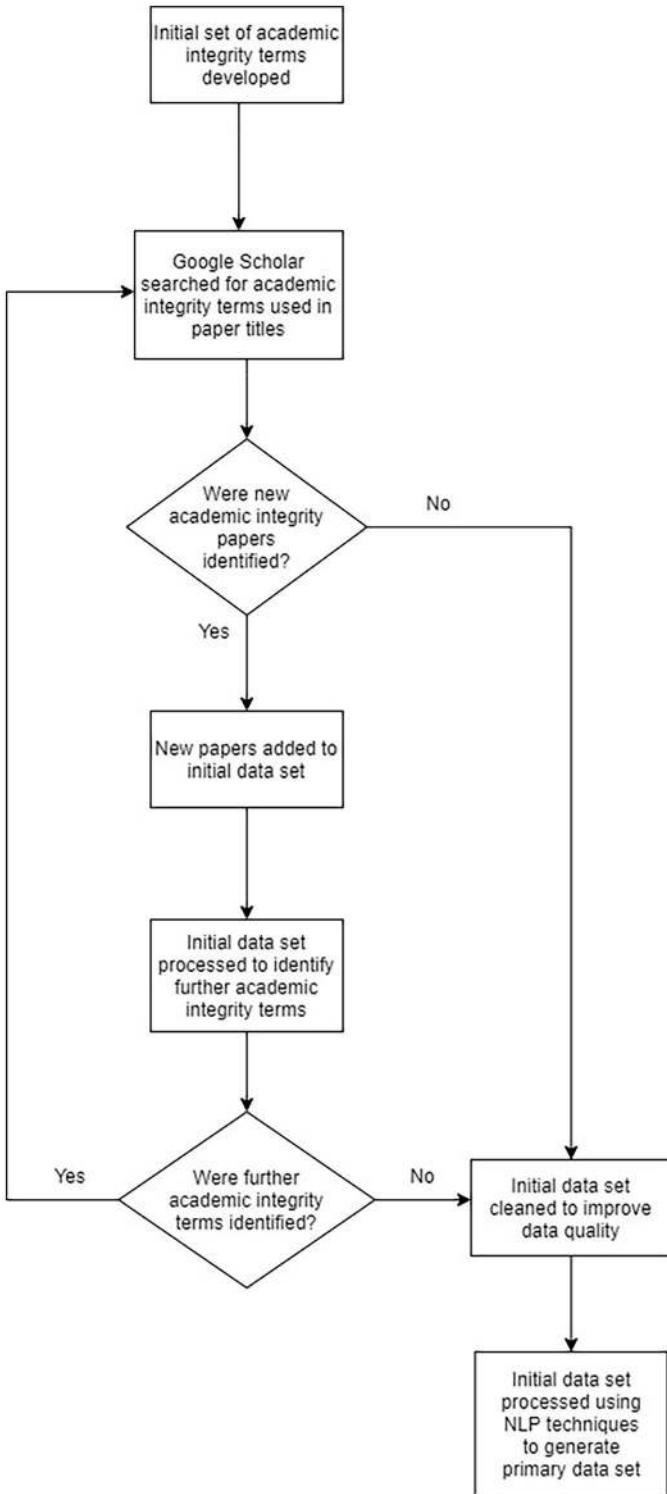 Initial set of academic
integrity terms
developed
Google Scholar
searched for academic
integrity terms used in
paper titles
Were new
academic integrity
papers
identified?
No
Yes
New papers added to
initial data set
Initial data set
processed to identify
further academic
integrity terms
Yes
Were further
academic integrity
terms identified?
No
Initial data set
cleaned to improve
data quality
Initial data set
processed using
NLP techniques
to generate
primary data set